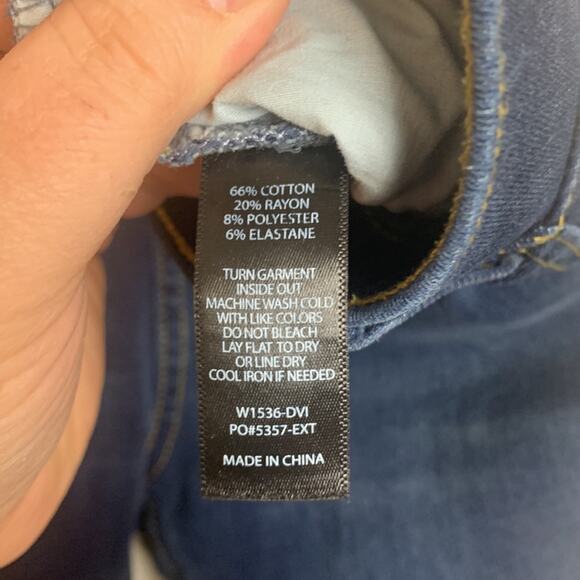 66% COTTON
20% RAYON
8% POLYESTER
6% ELASTANE
TURN GARMENT
INSIDE OUT
MACHINE WASH COLD
WITH LIKE COLORS
DO NOT BLEACH
LAY FLAT TO DRY
OR LINE DRY
COOL IRON IF NEEDED
W1536-DVI
PO#5357-EXT
MADE IN CHINA